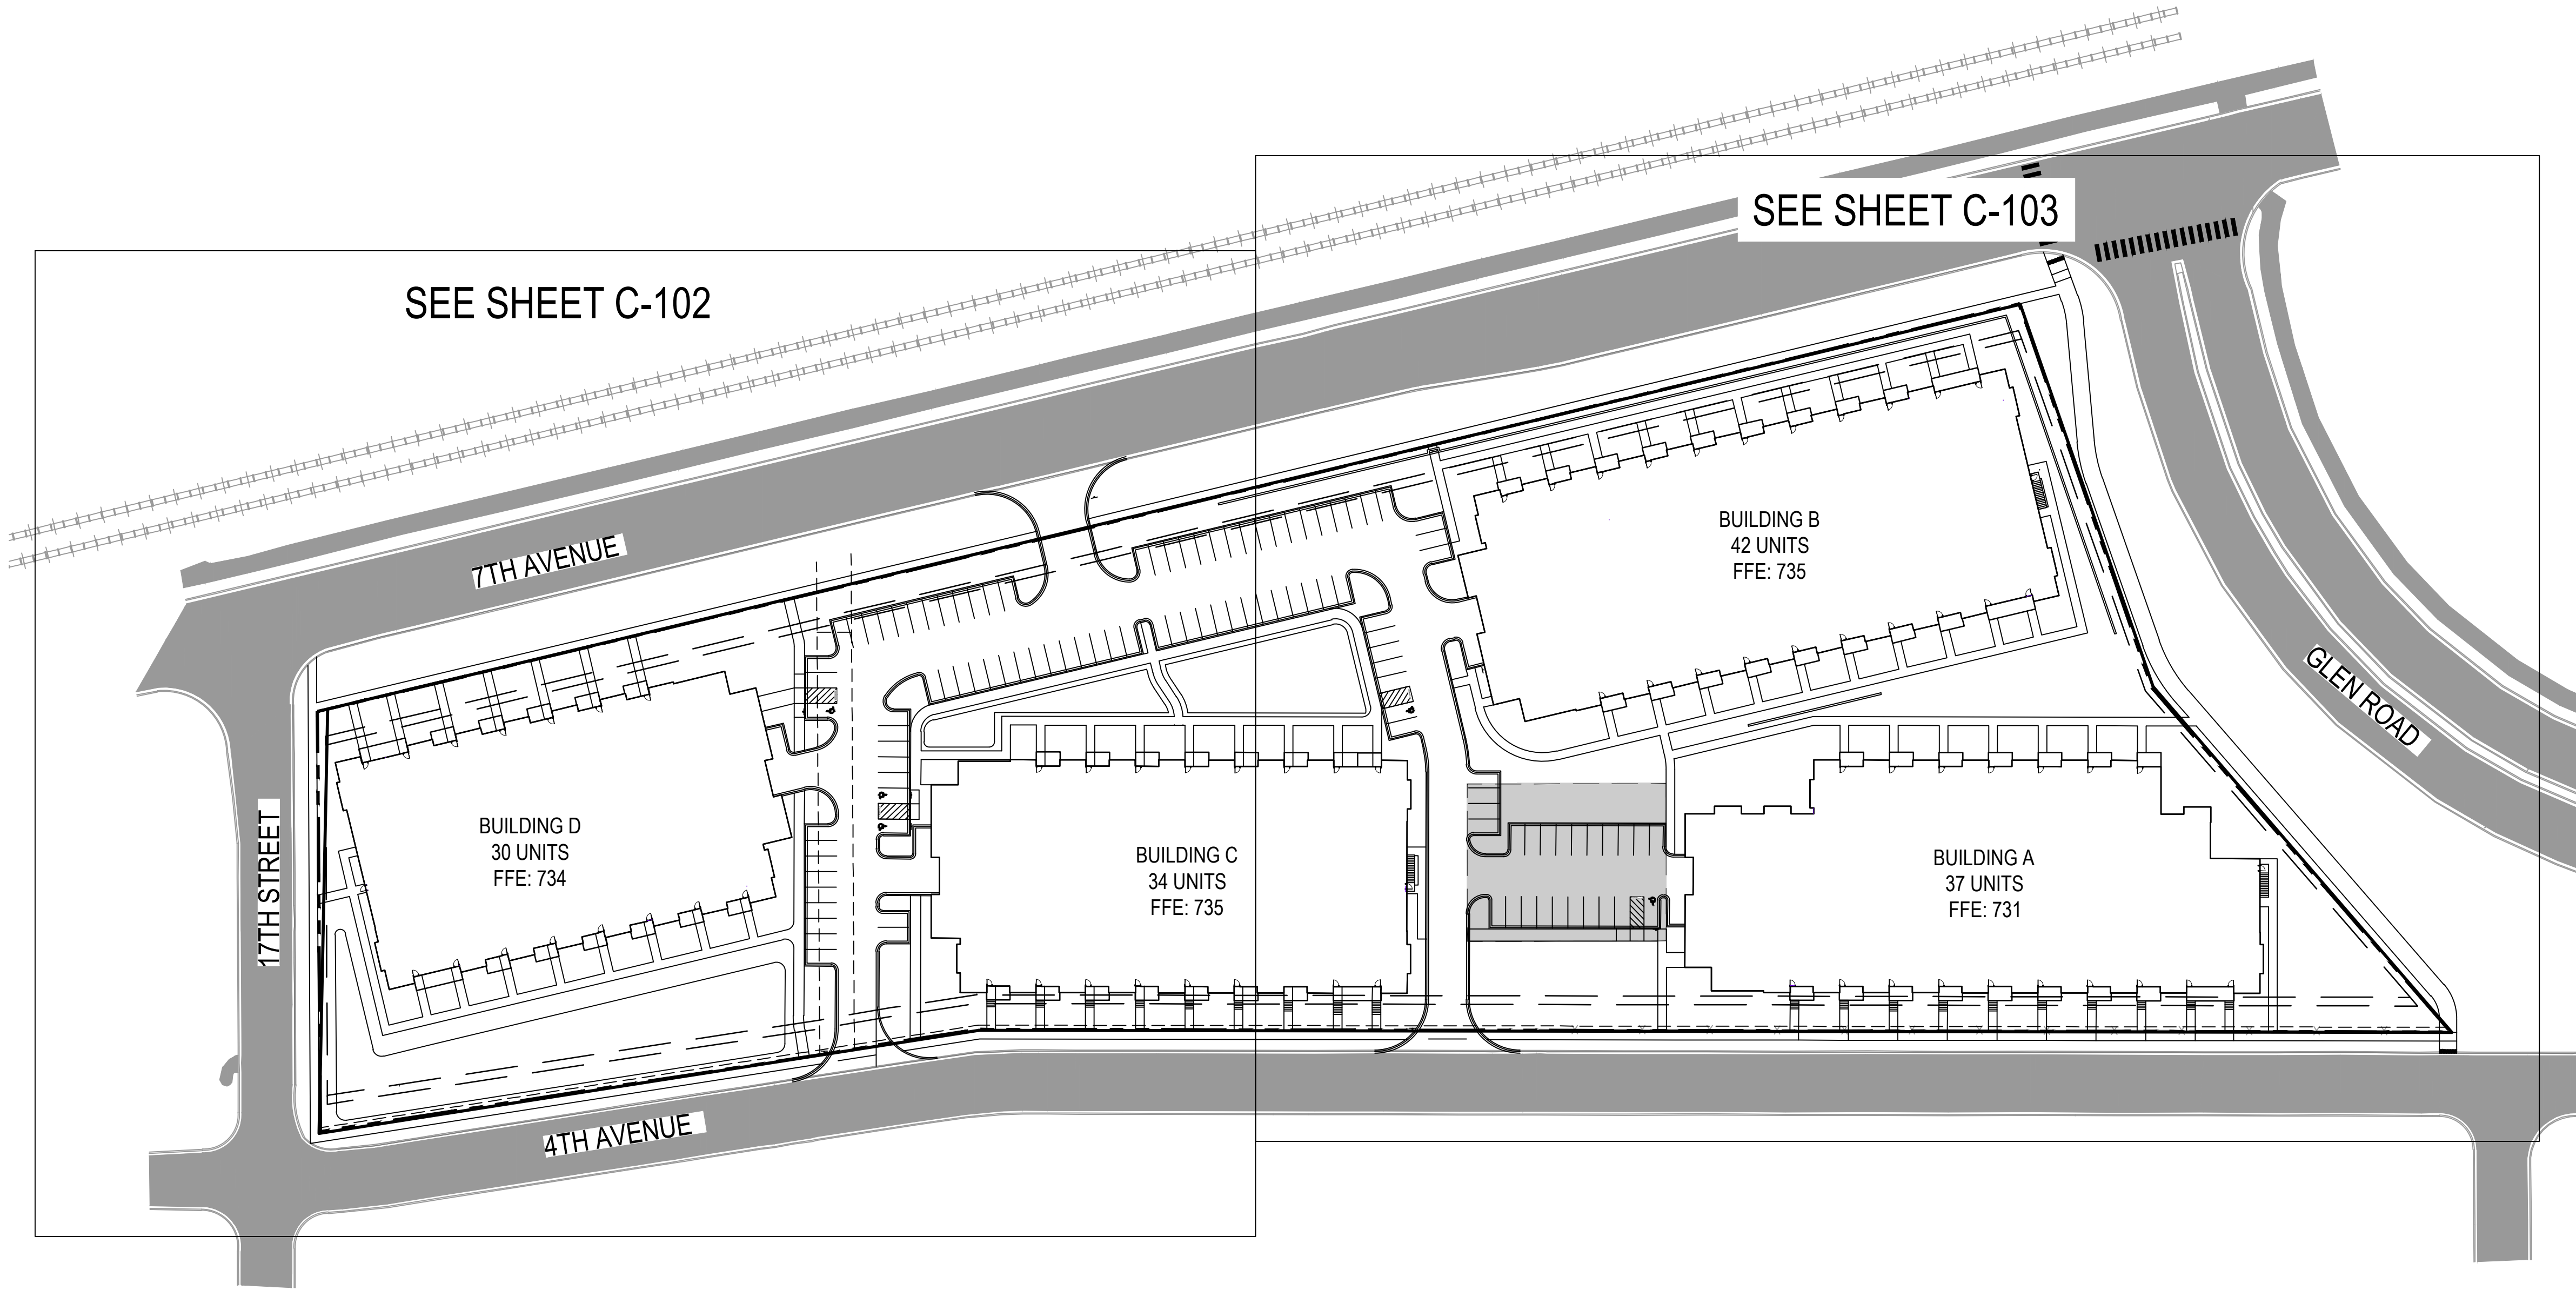 SEE SHEET C-103
SEE SHEET C-102
7TH AVENUE
BUILDING B
42 UNITS
FFE: 735
GLEN ROAD
BUILDING D
30 UNITS
FFE: 734
BUILDING C
34 UNITS
FFE: 735
BUILDING A
37 UNITS
FFE: 731
17TH STREET
4TH AVENUE